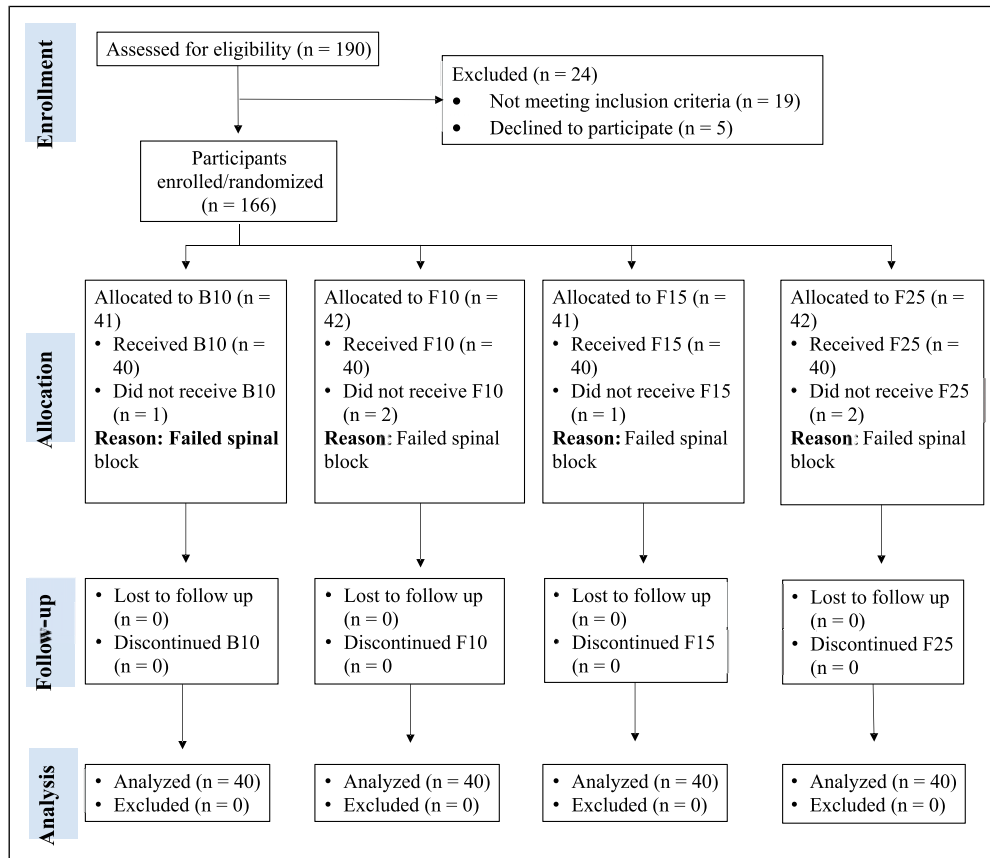 Enrollment
Assessed for eligibility (n = 190)
Excluded (n = 24)
• Not meeting inclusion criteria (n = 19)
• Declined to participate (n = 5)
Participants
enrolled/randomized
(n = 166)
Allocation
Allocated to B10 (n =
41)
• Received B10 (n =
40)
• Did not receive B10
(n = 1)
Reason: Failed spinal
block
Allocated to F10 (n =
42)
• Received F10 (n =
40)
• Did not receive F10
(n = 2)
Reason: Failed spinal
block
Allocated to F15 (n =
41)
• Received F15 (n =
40)
• Did not receive F15
(n = 1)
Reason: Failed spinal
block
Allocated to F25 (n =
42)
• Received F25 (n =
40)
• Did not receive F25
(n = 2)
Reason: Failed spinal
block
Follow-up
• Lost to follow up
(n = 0)
• Discontinued B10
(n = 0)
• Lost to follow up
(n = 0)
• Discontinued F10
(n = 0
• Lost to follow up
(n = 0)
• Discontinued F15
(n = 0
• Lost to follow up
(n = 0)
• Discontinued F25
(n = 0
Analysis
• Analyzed (n = 40)
• Excluded (n = 0)
• Analyzed (n = 40)
• Excluded (n = 0)
• Analyzed (n = 40)
• Excluded (n = 0)
• Analyzed (n = 40)
• Excluded (n = 0)